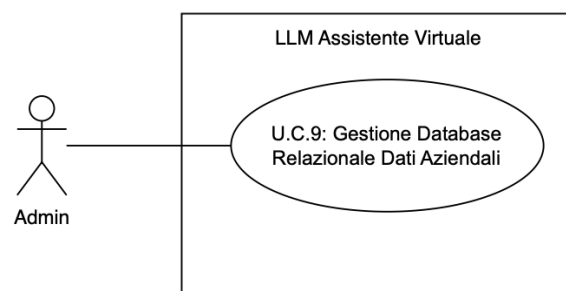 LLM Assistente Virtuale
U.C.9: Gestione Database
Relazionale Dati Aziendali
Admin